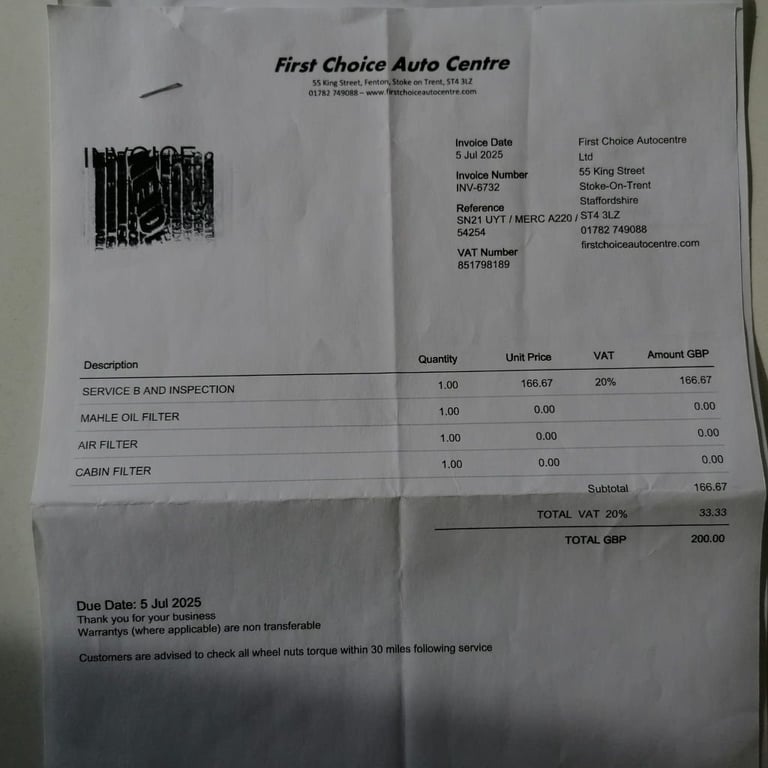 First Choice Auto Centre
55 King Street, Fenton, Stoke on Trent, ST4 3LZ
01782 749088 – www.firstchoiceautocentre.com
INVOICE
Invoice Date
5 Jul 2025
Invoice Number
INV-6732
Reference
SN21 UYT / MERC A220 /
54254
VAT Number
851798189
First Choice Autocentre
Ltd
55 King Street
Stoke-On-Trent
Staffordshire
ST4 3LZ
01782 749088
firstchoiceautocentre.com
Description Quantity Unit Price VAT Amount GBP
SERVICE B AND INSPECTION 1.00 166.67 20% 166.67
MAHLE OIL FILTER 1.00 0.00 0.00
AIR FILTER 1.00 0.00 0.00
CABIN FILTER 1.00 0.00 0.00
Subtotal 166.67
TOTAL VAT 20% 33.33
TOTAL GBP 200.00
Due Date: 5 Jul 2025
Thank you for your business
Warrantys (where applicable) are non transferable
Customers are advised to check all wheel nuts torque within 30 miles following service